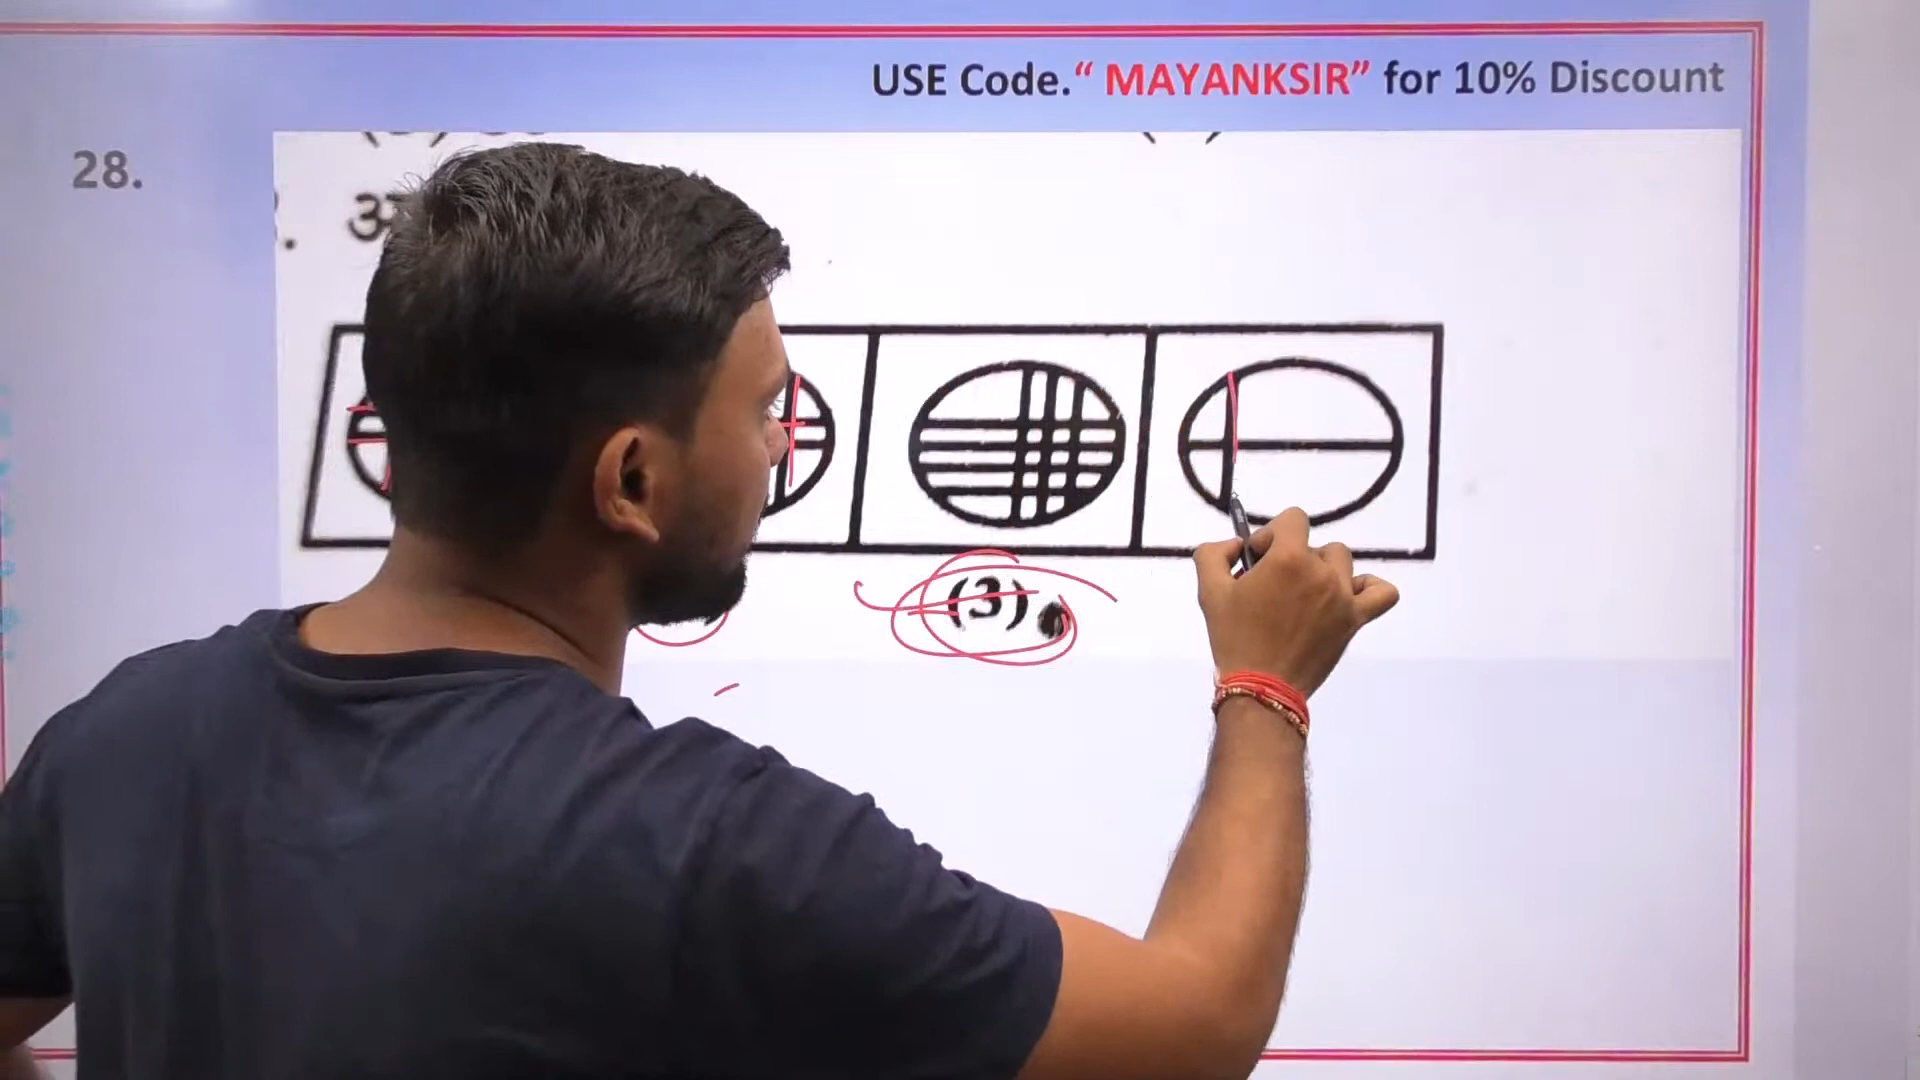 USE Code.“ MAYANKSIR” for 10% Discount
28.
(3)